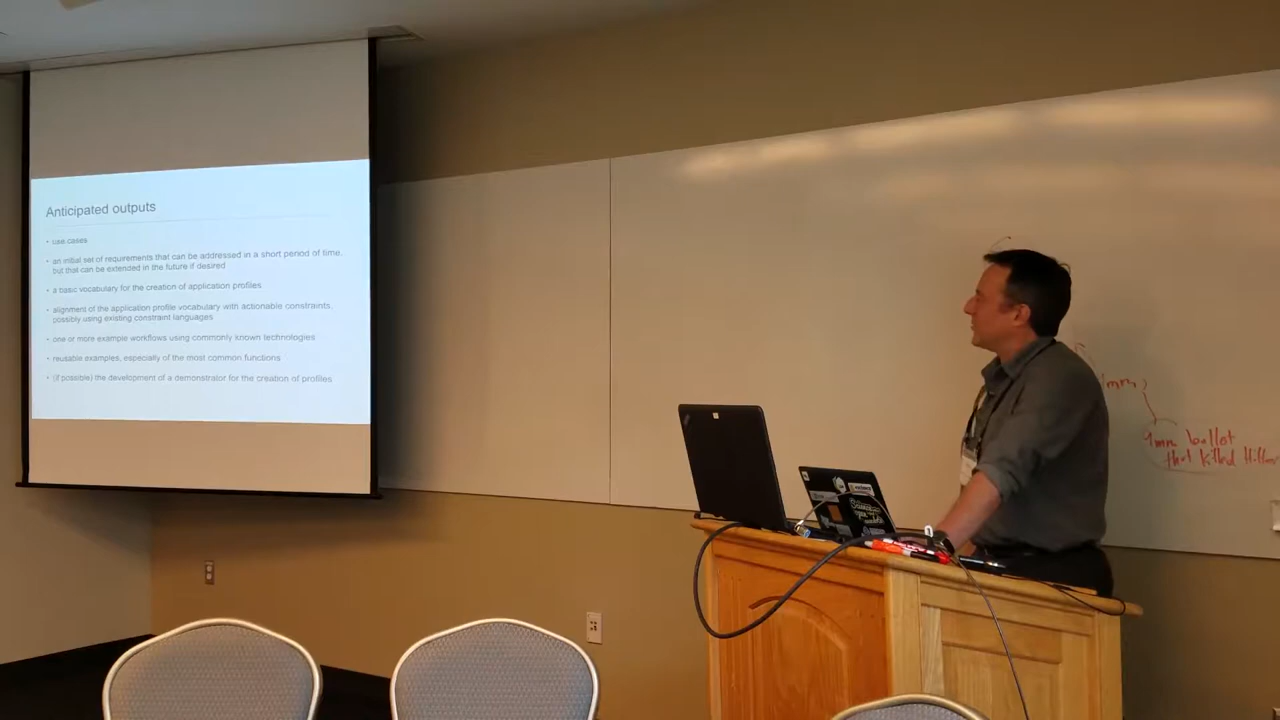 Anticipated outputs
• use cases
• an initial set of requirements that can be addressed in a short period of time,
but that can be extended in the future if desired
• a basic vocabulary for the creation of application profiles
• alignment of the application profile vocabulary with actionable constraints,
possibly using existing constraint languages
• one or more example workflows using commonly known technologies
• reusable examples, especially of the most common functions
• (if possible) the development of a demonstrator for the creation of profiles
9mm bullet
that killed Hitler